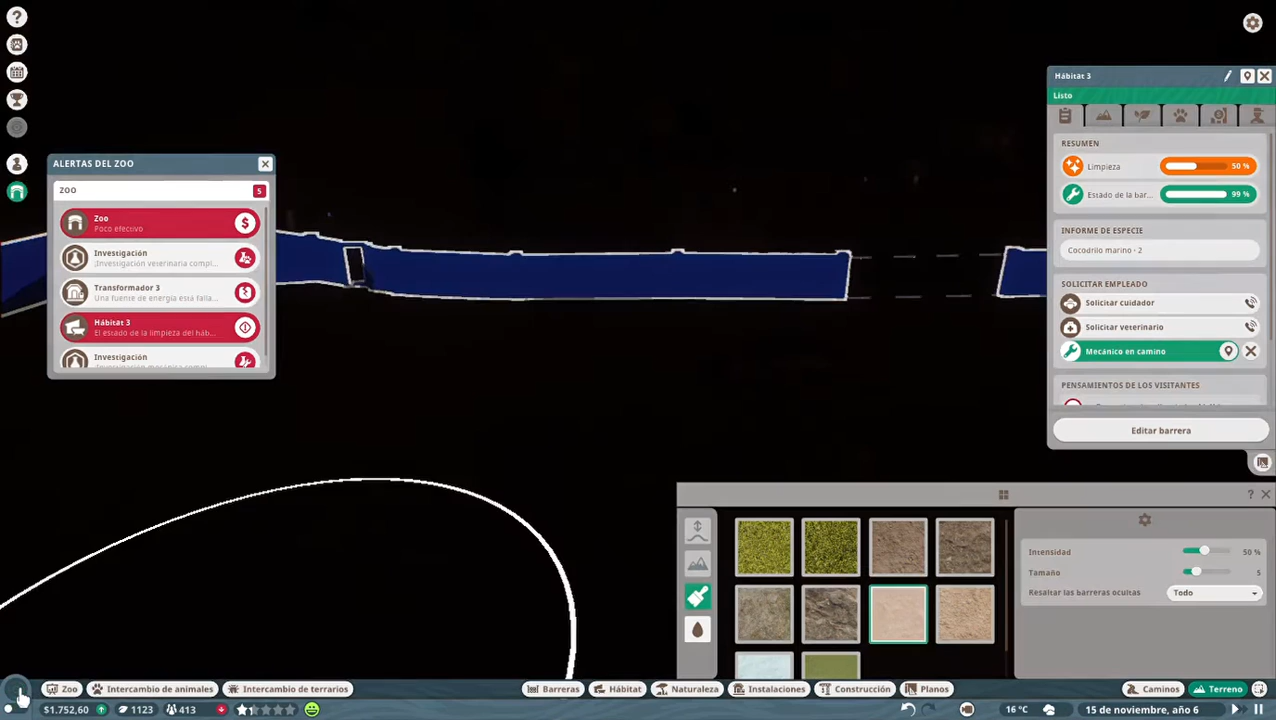 ALERTAS DEL ZOO
ZOO
5
Zoo
Poco efectivo
Investigación
¡Investigación veterinaria compl...
Transformador 3
Una fuente de energía está falla...
Hábitat 3
El estado de la limpieza del háb...
Investigación
Hábitat 3
Listo
RESUMEN
Limpieza
50 %
Estado de la bar...
99 %
INFORME DE ESPECIE
Cocodrilo marino - 2
SOLICITAR EMPLEADO
Solicitar cuidador
Solicitar veterinario
Mecánico en camino
PENSAMIENTOS DE LOS VISITANTES
Editar barrera
Intensidad
50 %
Tamaño
5
Resaltar las barreras ocultas
Todo
Zoo
Intercambio de animales
Intercambio de terrarios
Barreras
Hábitat
Naturaleza
Instalaciones
Construcción
Planos
Caminos
Terreno
$1.752,60
1123
413
16 °C
15 de noviembre, año 6